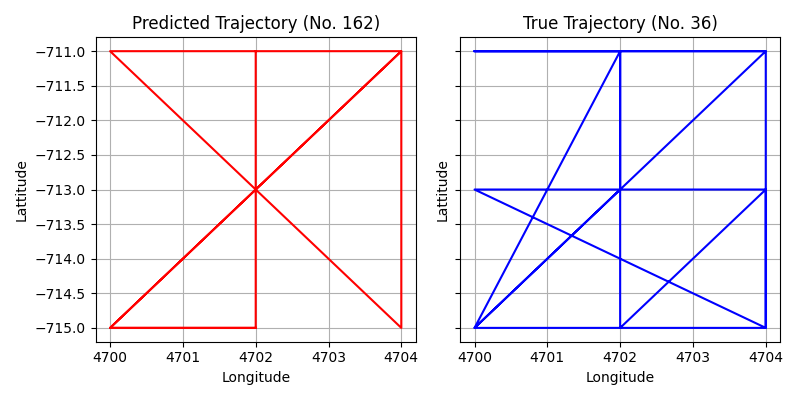 Predicted Trajectory (No. 162)
True Trajectory (No. 36)
Lattitude
−711.0
−711.5
−712.0
−712.5
−713.0
−713.5
−714.0
−714.5
−715.0
4700 4701 4702 4703 4704
Longitude
Lattitude
4700 4701 4702 4703 4704
Longitude